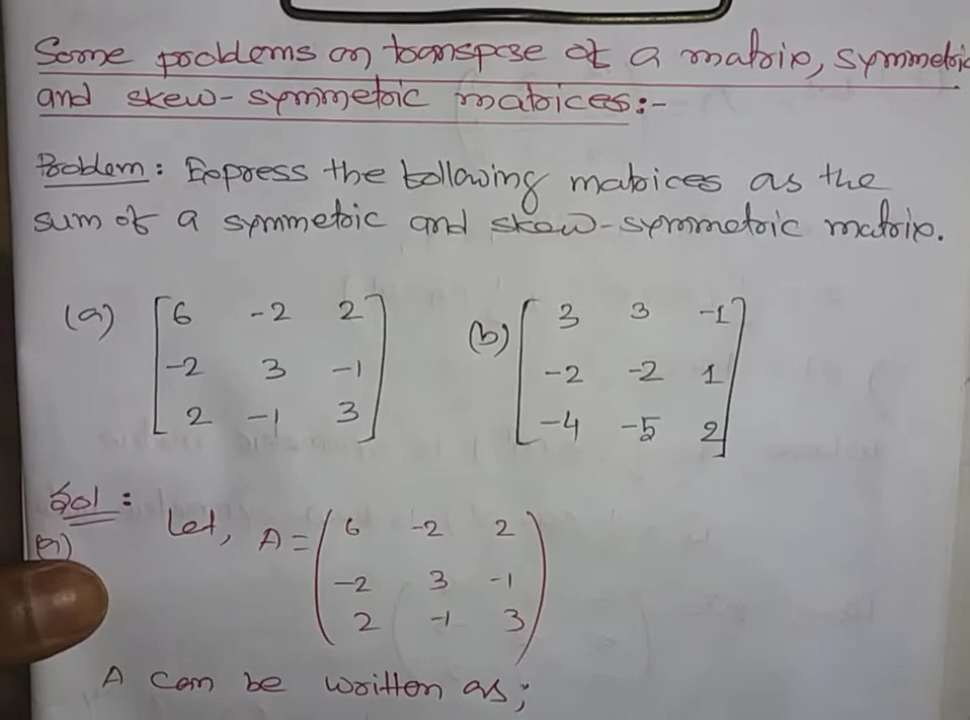 Some problems on transpose of a matrix, symmetric
and skew-symmetric matrices:-
Problem: Express the following matrices as the
sum of a symmetric and skew-symmetric matrix.
(a) [6 -2 2 (b) [3 3 -1
-2 3 -1 -2 -2 1
2 -1 3] -4 -5 2]
Sol:
(a) Let, A = (6 -2 2
-2 3 -1
2 -1 3)
A can be written as;